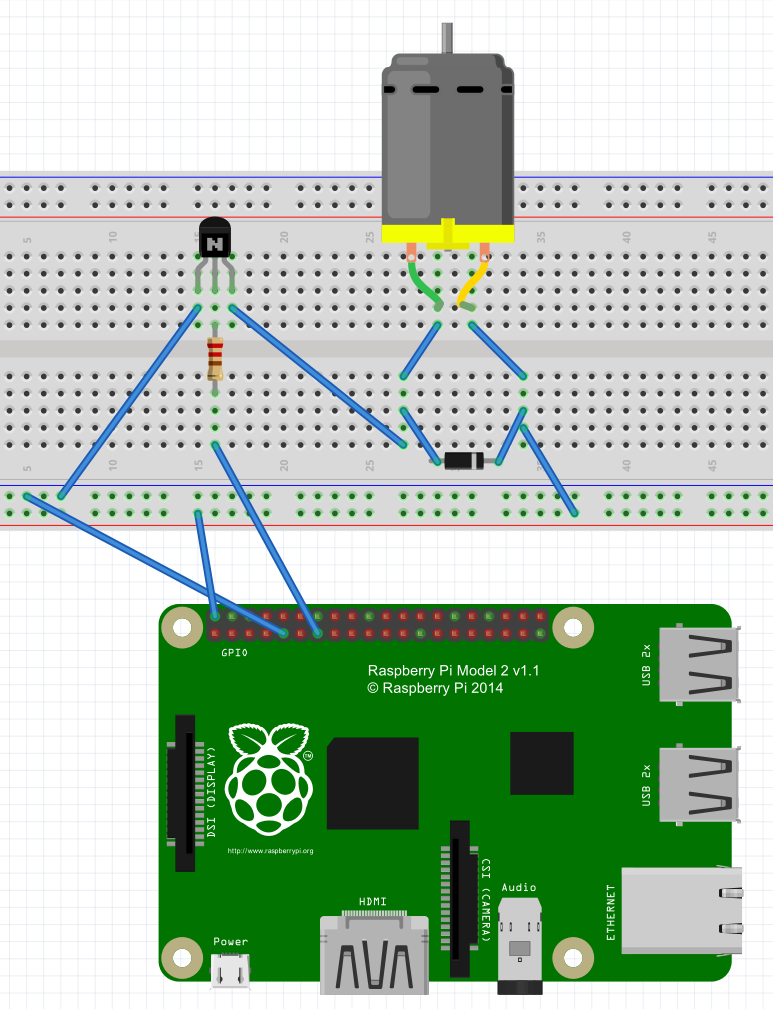 5 10 15 20 25 35 40 45
N
5 10 15 20 25 35 40 45
GPIO
Raspberry Pi Model 2 v1.1
© Raspberry Pi 2014
USB 2x
DSI (DISPLAY)
TM
USB 2x
http://www.raspberrypi.org
CSI (CAMERA)
Audio
ETHERNET
HDMI
Power